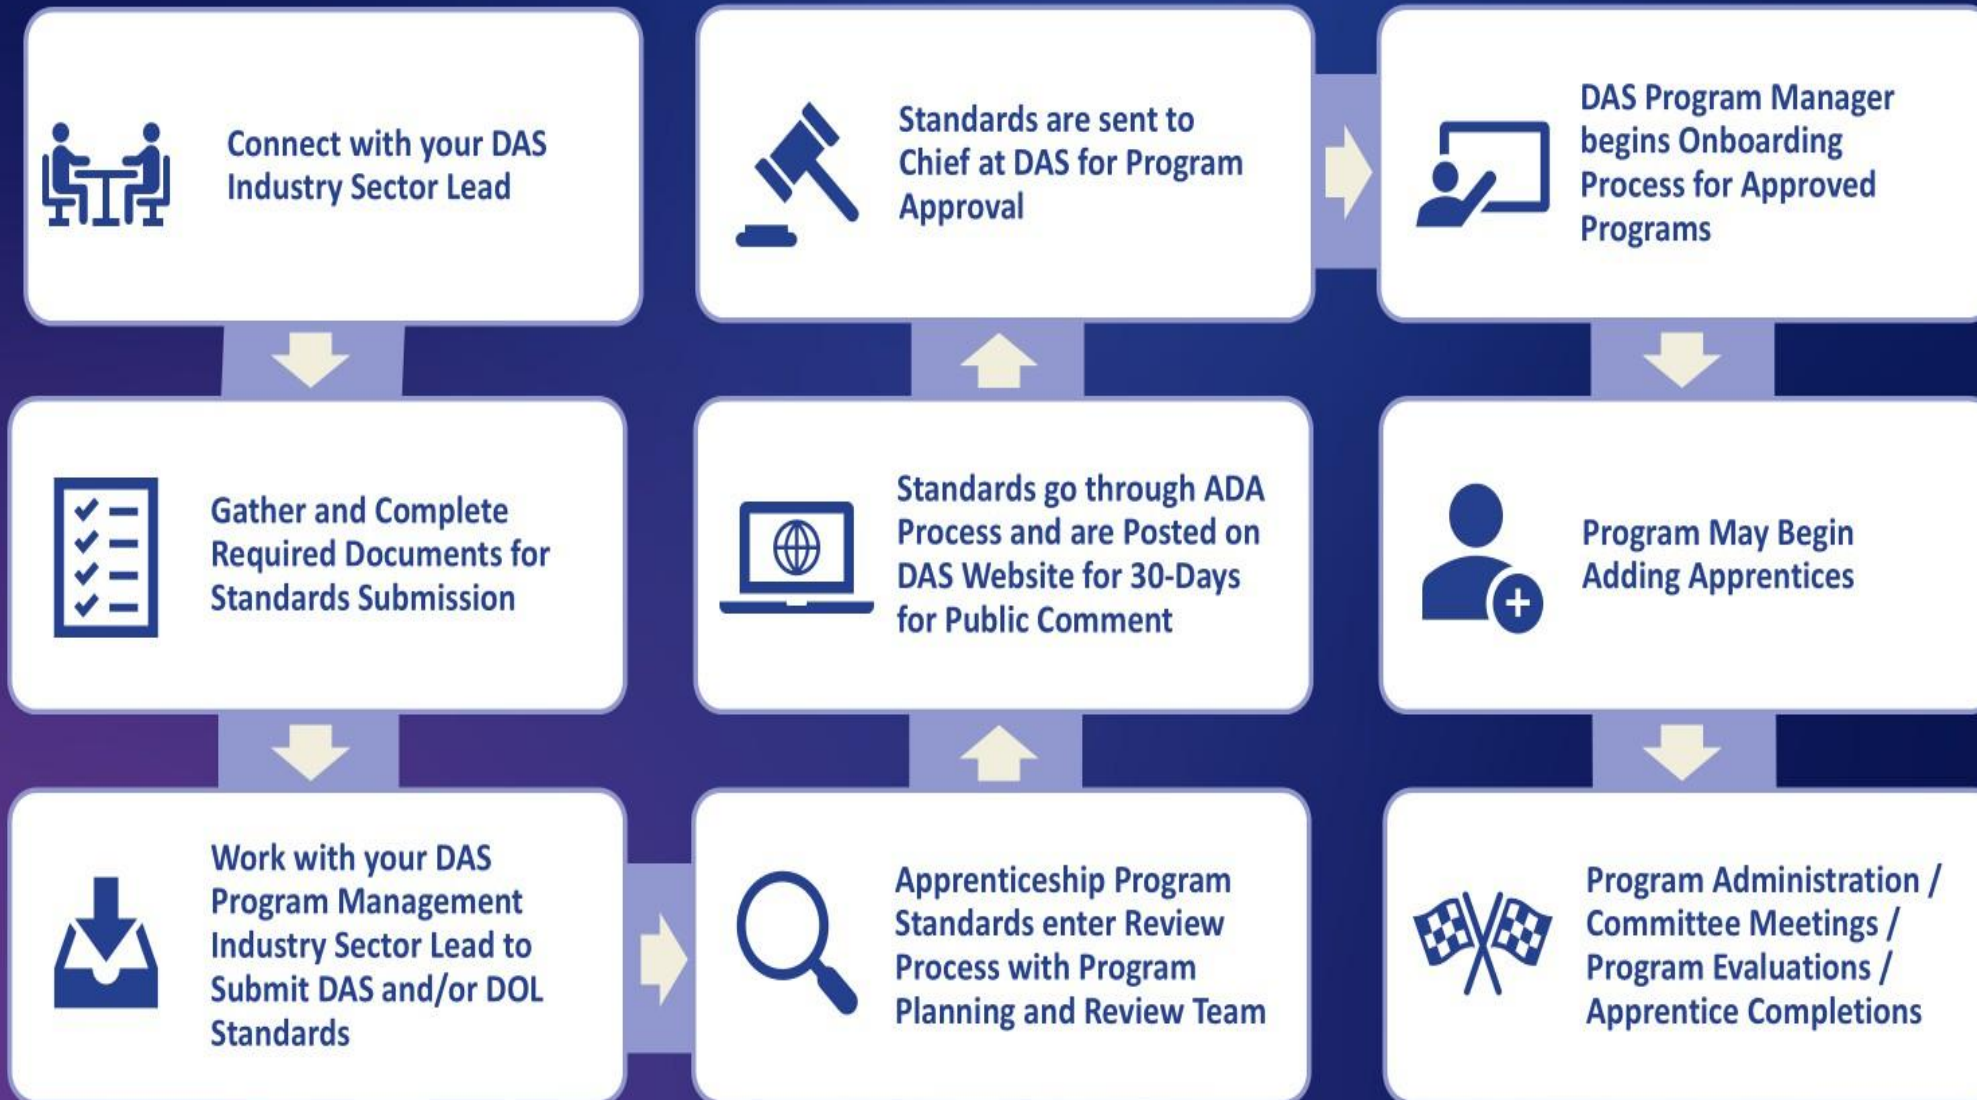 Connect with your DAS
Industry Sector Lead
Gather and Complete
Required Documents for
Standards Submission
Work with your DAS
Program Management
Industry Sector Lead to
Submit DAS and/or DOL
Standards
Apprenticeship Program
Standards enter Review
Process with Program
Planning and Review Team
Standards go through ADA
Process and are Posted on
DAS Website for 30-Days
for Public Comment
Standards are sent to
Chief at DAS for Program
Approval
DAS Program Manager
begins Onboarding
Process for Approved
Programs
Program May Begin
Adding Apprentices
Program Administration /
Committee Meetings /
Program Evaluations /
Apprentice Completions